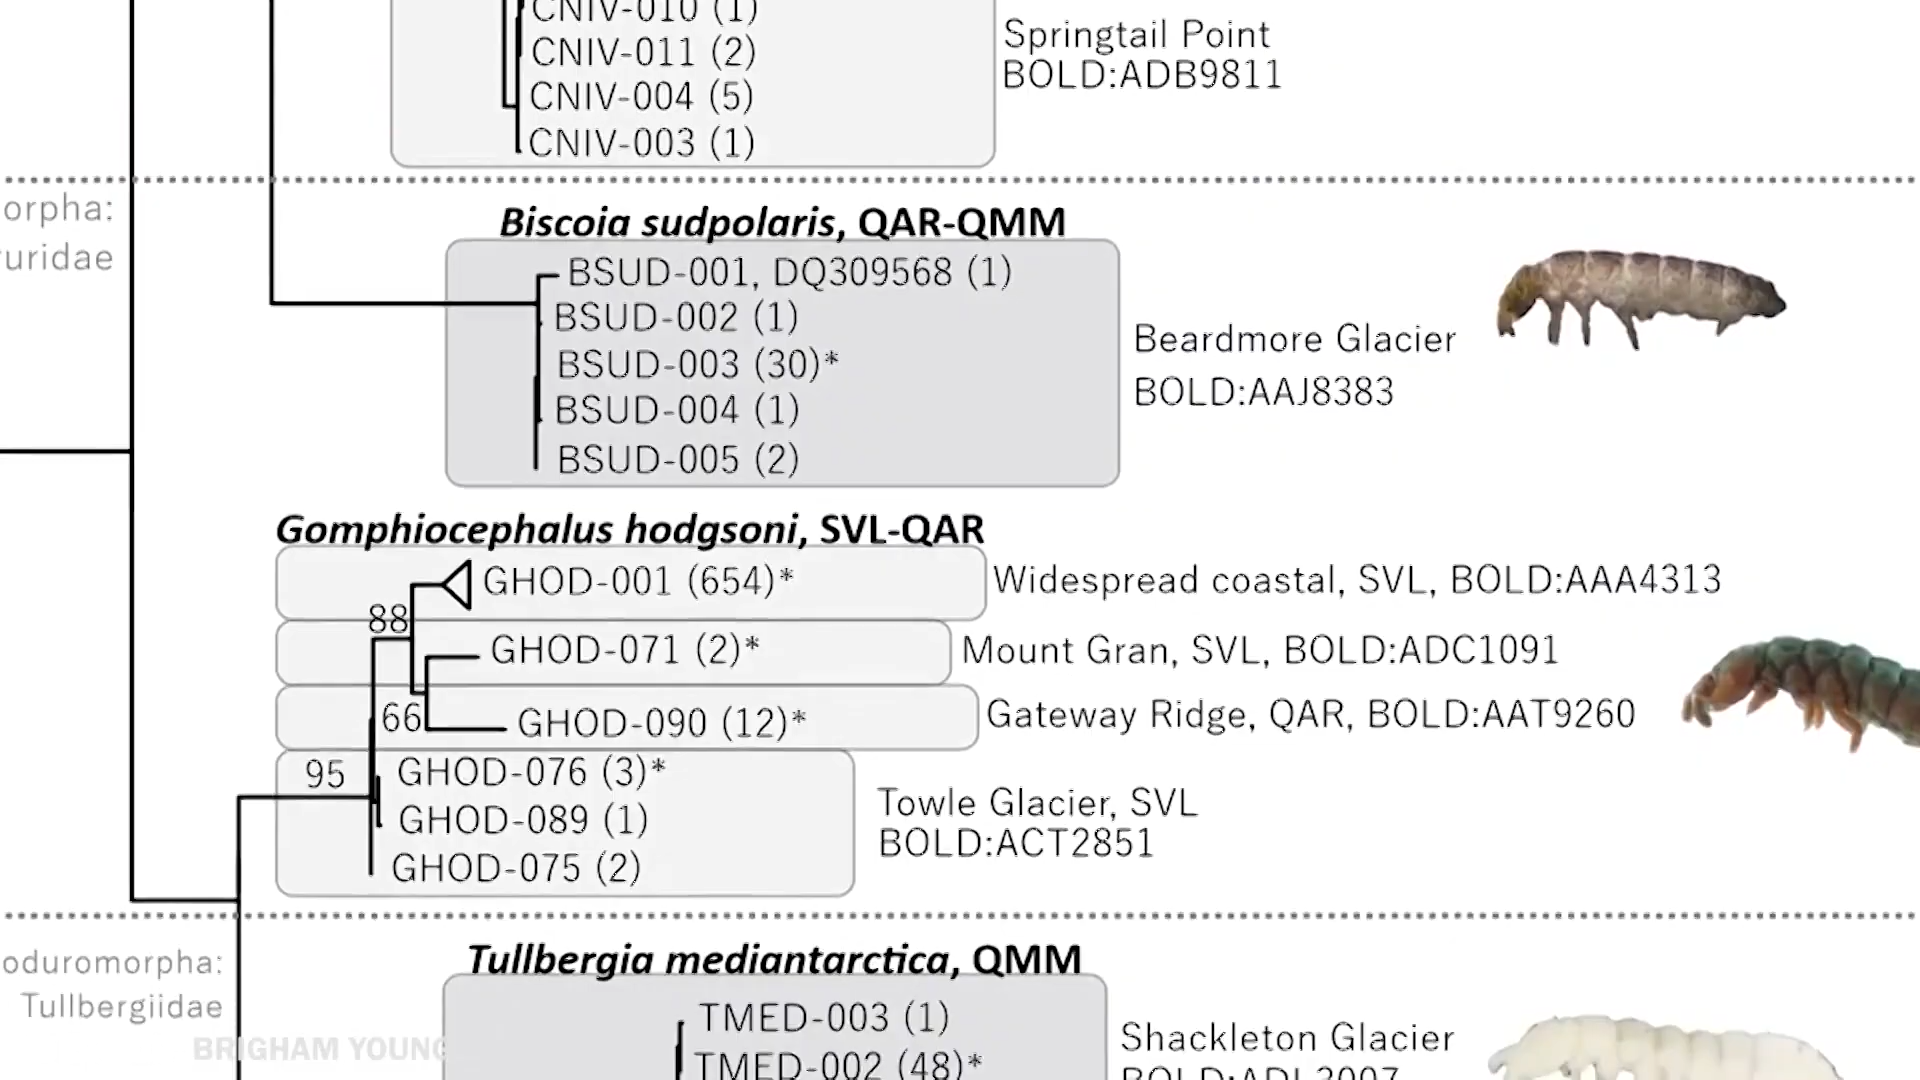 CNIV-010 (1)
CNIV-011 (2)
CNIV-004 (5)
CNIV-003 (1)
Springtail Point
BOLD:ADB9811
orpha:
uridae
Biscoia sudpolaris, QAR-QMM
BSUD-001, DQ309568 (1)
BSUD-002 (1)
BSUD-003 (30)*
BSUD-004 (1)
BSUD-005 (2)
Beardmore Glacier
BOLD:AAJ8383
Gomphiocephalus hodgsoni, SVL-QAR
GHOD-001 (654)*
Widespread coastal, SVL, BOLD:AAA4313
88
GHOD-071 (2)*
Mount Gran, SVL, BOLD:ADC1091
66
GHOD-090 (12)*
Gateway Ridge, QAR, BOLD:AAT9260
95
GHOD-076 (3)*
GHOD-089 (1)
GHOD-075 (2)
Towle Glacier, SVL
BOLD:ACT2851
oduromorpha:
Tullbergiidae
Tullbergia mediantarctica, QMM
TMED-003 (1)
TMED-002 (48)*
Shackleton Glacier
BRIGHAM YOUNG